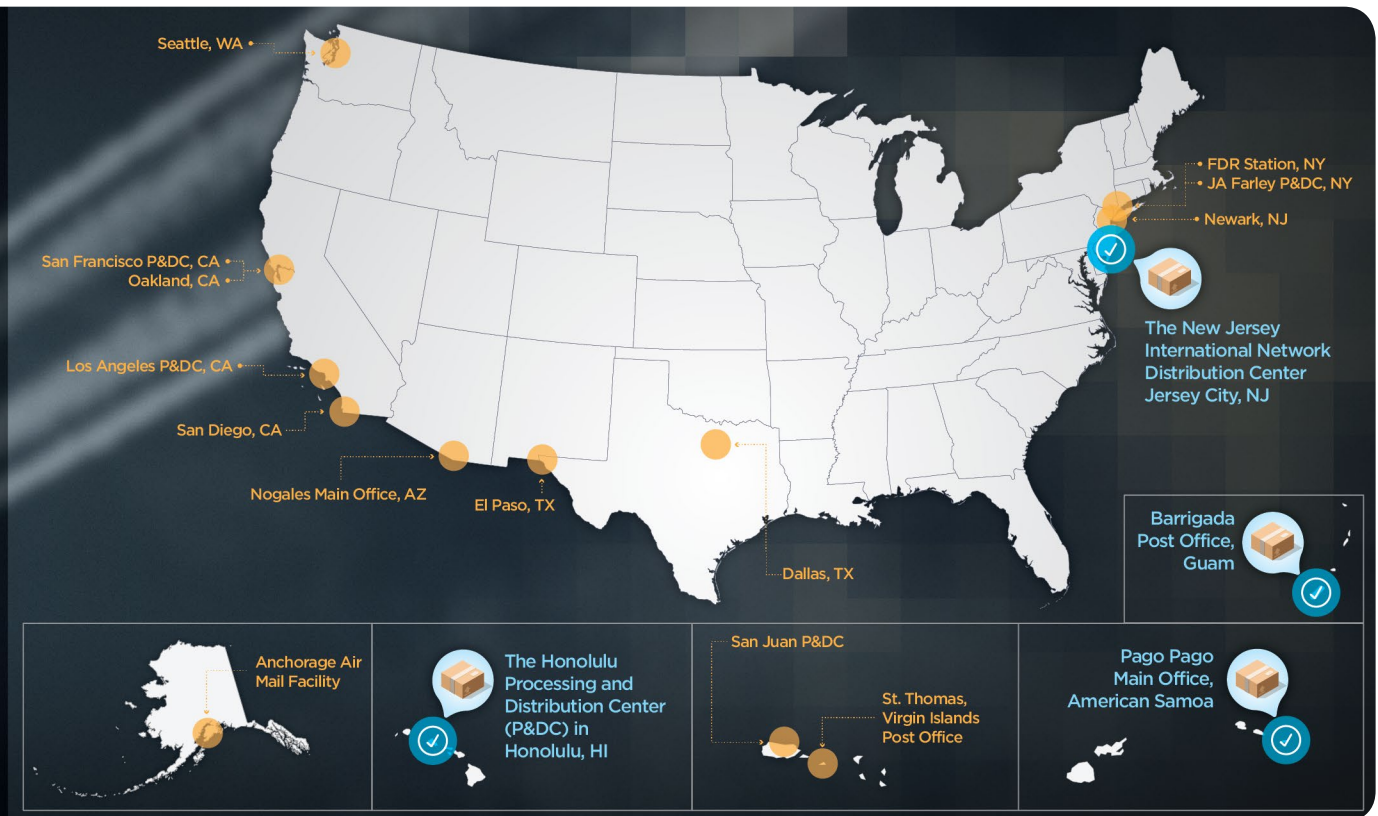 Seattle, WA
FDR Station, NY
JA Farley P&DC, NY
Newark, NJ
San Francisco P&DC, CA
Oakland, CA
The New Jersey
International Network
Distribution Center
Jersey City, NJ
Los Angeles P&DC, CA
San Diego, CA
Nogales Main Office, AZ
El Paso, TX
Dallas, TX
Barrigada
Post Office,
Guam
Anchorage Air
Mail Facility
The Honolulu
Processing and
Distribution Center
(P&DC) in
Honolulu, HI
San Juan P&DC
St. Thomas,
Virgin Islands
Post Office
Pago Pago
Main Office,
American Samoa